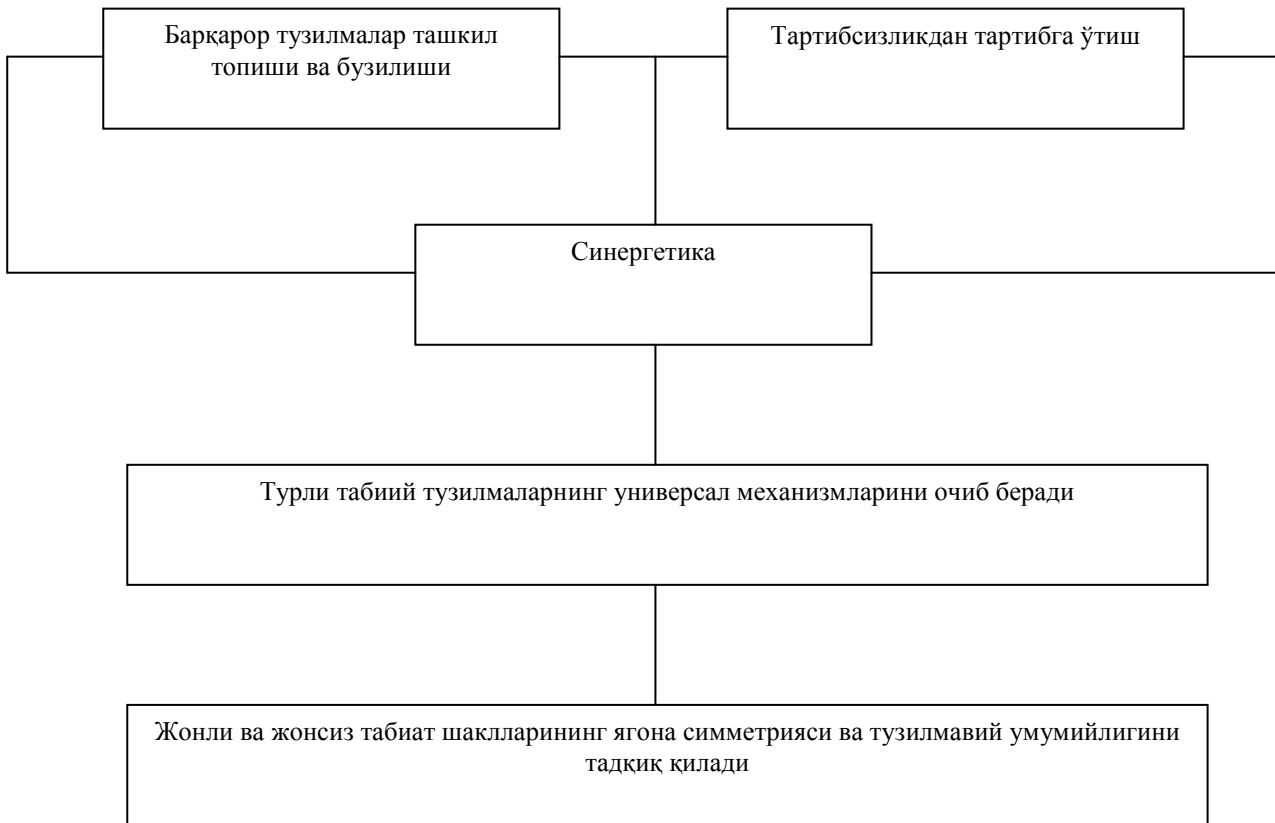 Барқарор тузилмалар ташкил
топиши ва бузилиши
Тартибсизликдан тартибга ўтиш
Синергетика
Турли табиий тузилмаларнинг универсал механизмларини очиб беради
Жонли ва жонсиз табиат шаклларининг ягона симметрияси ва тузилмавий умумийлигини
тадқиқ қилади